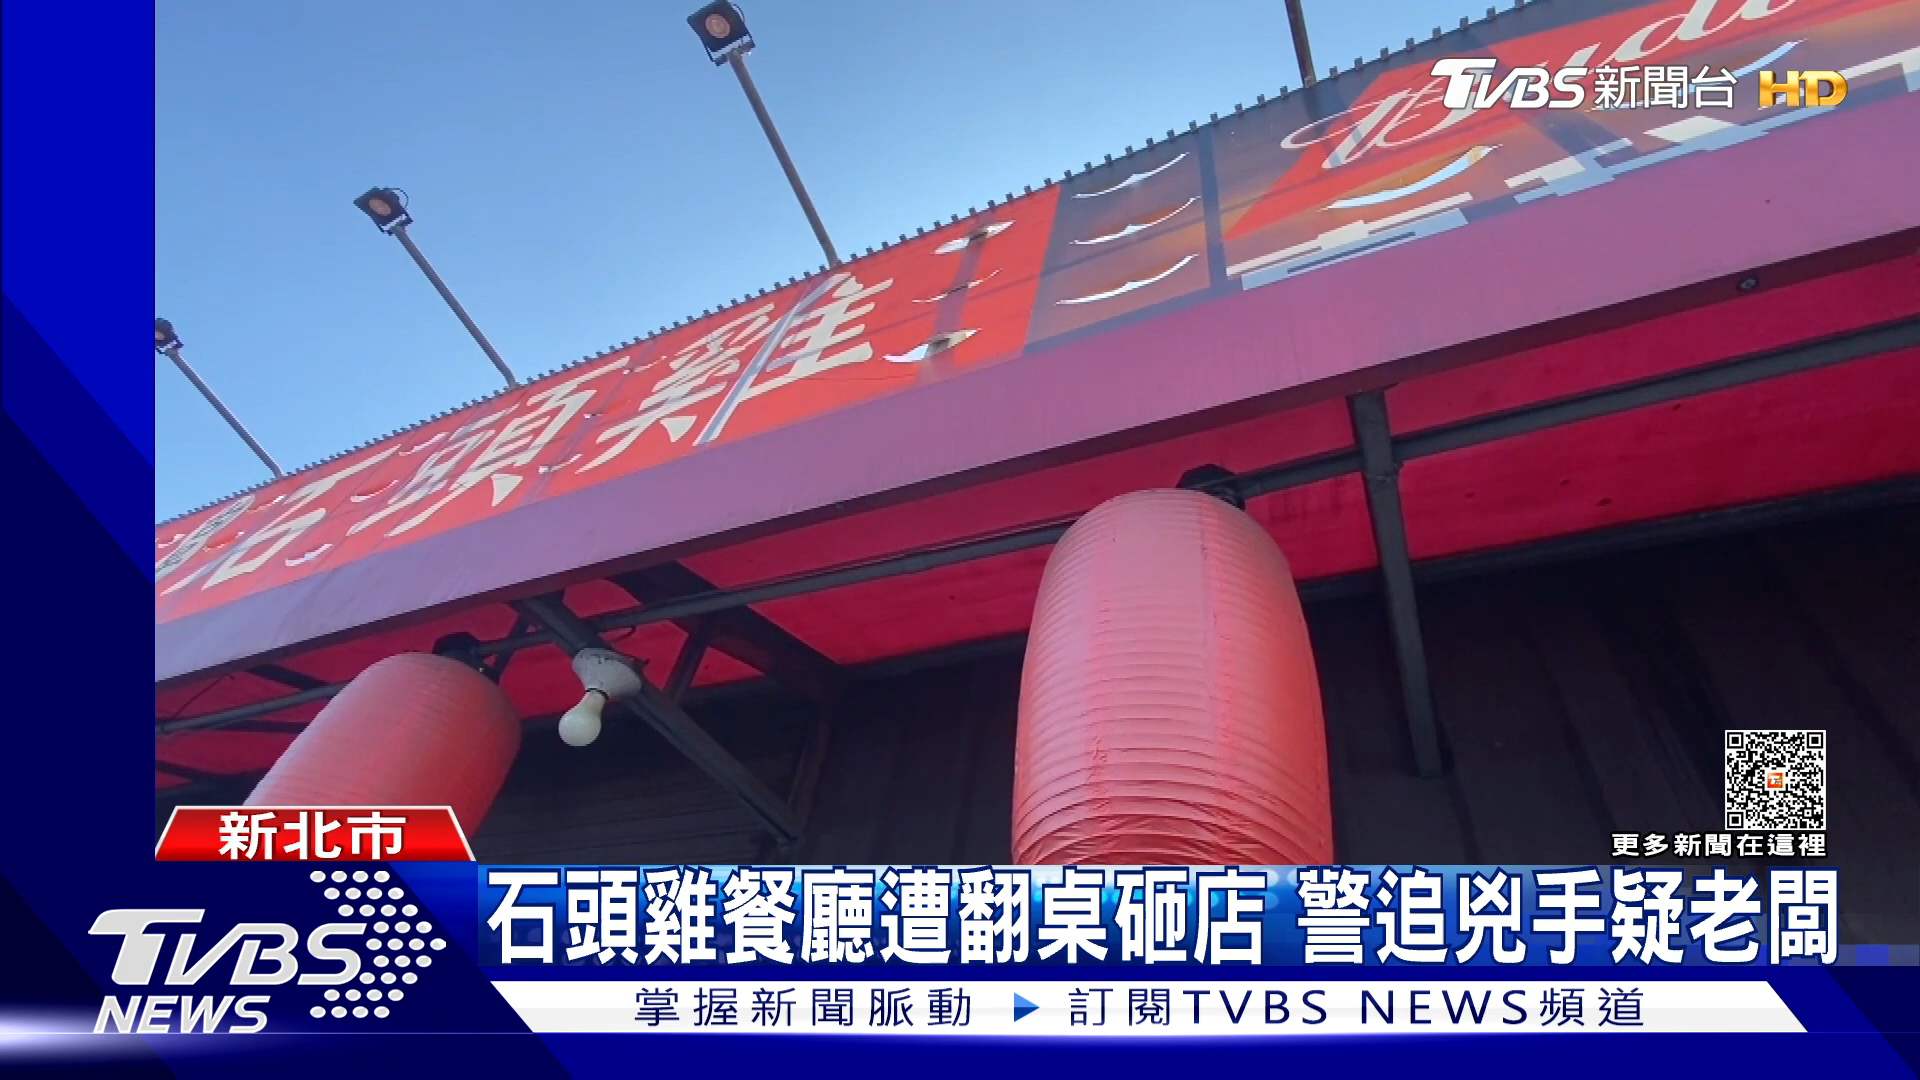 TVBS新聞台 HD
石頭雞
更多新聞在這裡
新北市
石頭雞餐廳遭翻桌砸店 警追兇手疑老闆
TVBS NEWS
掌握新聞脈動 ▶ 訂閱TVBS NEWS頻道